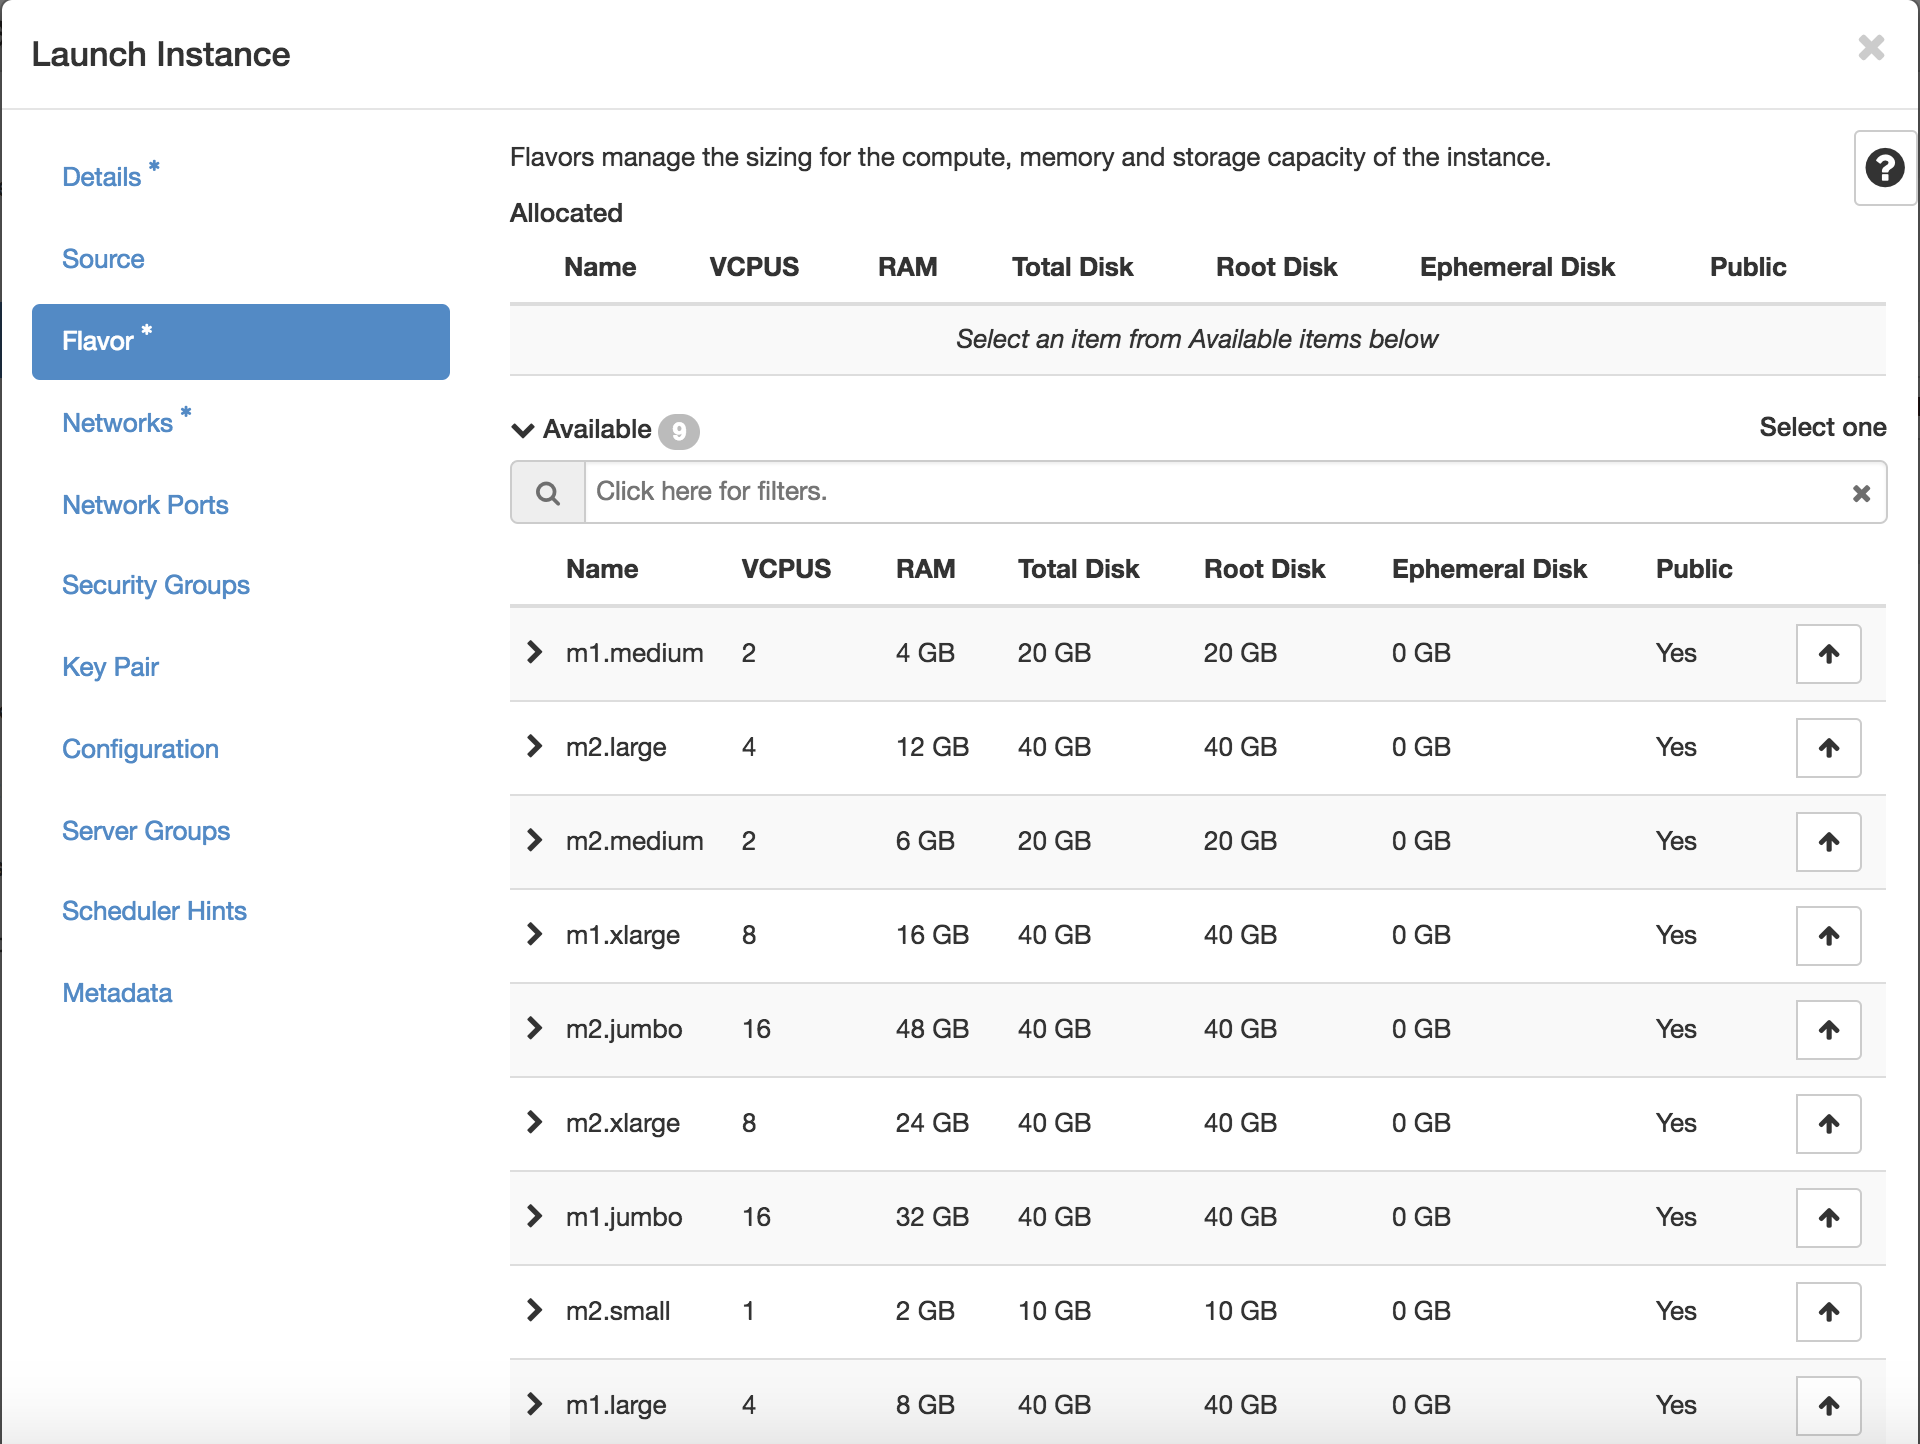 Launch Instance
Details *
Source
Flavor *
Networks *
Network Ports
Security Groups
Key Pair
Configuration
Server Groups
Scheduler Hints
Metadata
Flavors manage the sizing for the compute, memory and storage capacity of the instance.
Allocated
Name VCPUS RAM Total Disk Root Disk Ephemeral Disk Public
Select an item from Available items below
Available 9 Select one
Click here for filters.
Name VCPUS RAM Total Disk Root Disk Ephemeral Disk Public
m1.medium 2 4 GB 20 GB 20 GB 0 GB Yes
m2.large 4 12 GB 40 GB 40 GB 0 GB Yes
m2.medium 2 6 GB 20 GB 20 GB 0 GB Yes
m1.xlarge 8 16 GB 40 GB 40 GB 0 GB Yes
m2.jumbo 16 48 GB 40 GB 40 GB 0 GB Yes
m2.xlarge 8 24 GB 40 GB 40 GB 0 GB Yes
m1.jumbo 16 32 GB 40 GB 40 GB 0 GB Yes
m2.small 1 2 GB 10 GB 10 GB 0 GB Yes
m1.large 4 8 GB 40 GB 40 GB 0 GB Yes